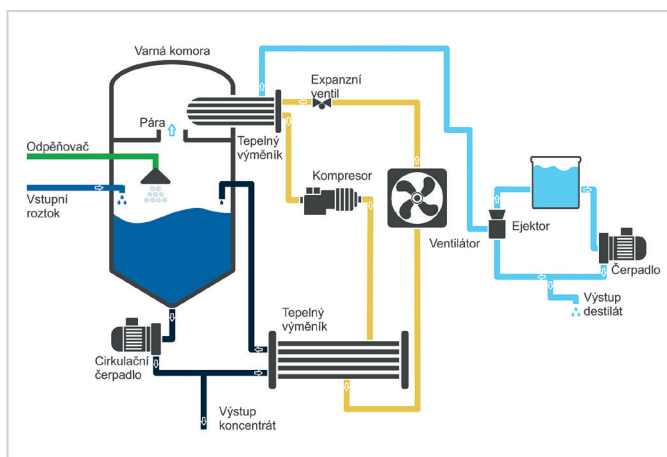 Varná komora
Expanzní
ventil
Pára
Odpěňovač
Tepelný
výměník
Kompresor
Vstupní
roztok
Ventilátor
Ejektor
Čerpadlo
Tepelný
výměník
Výstup
destilát
Cirkulační
čerpadlo
Výstup
koncentrát